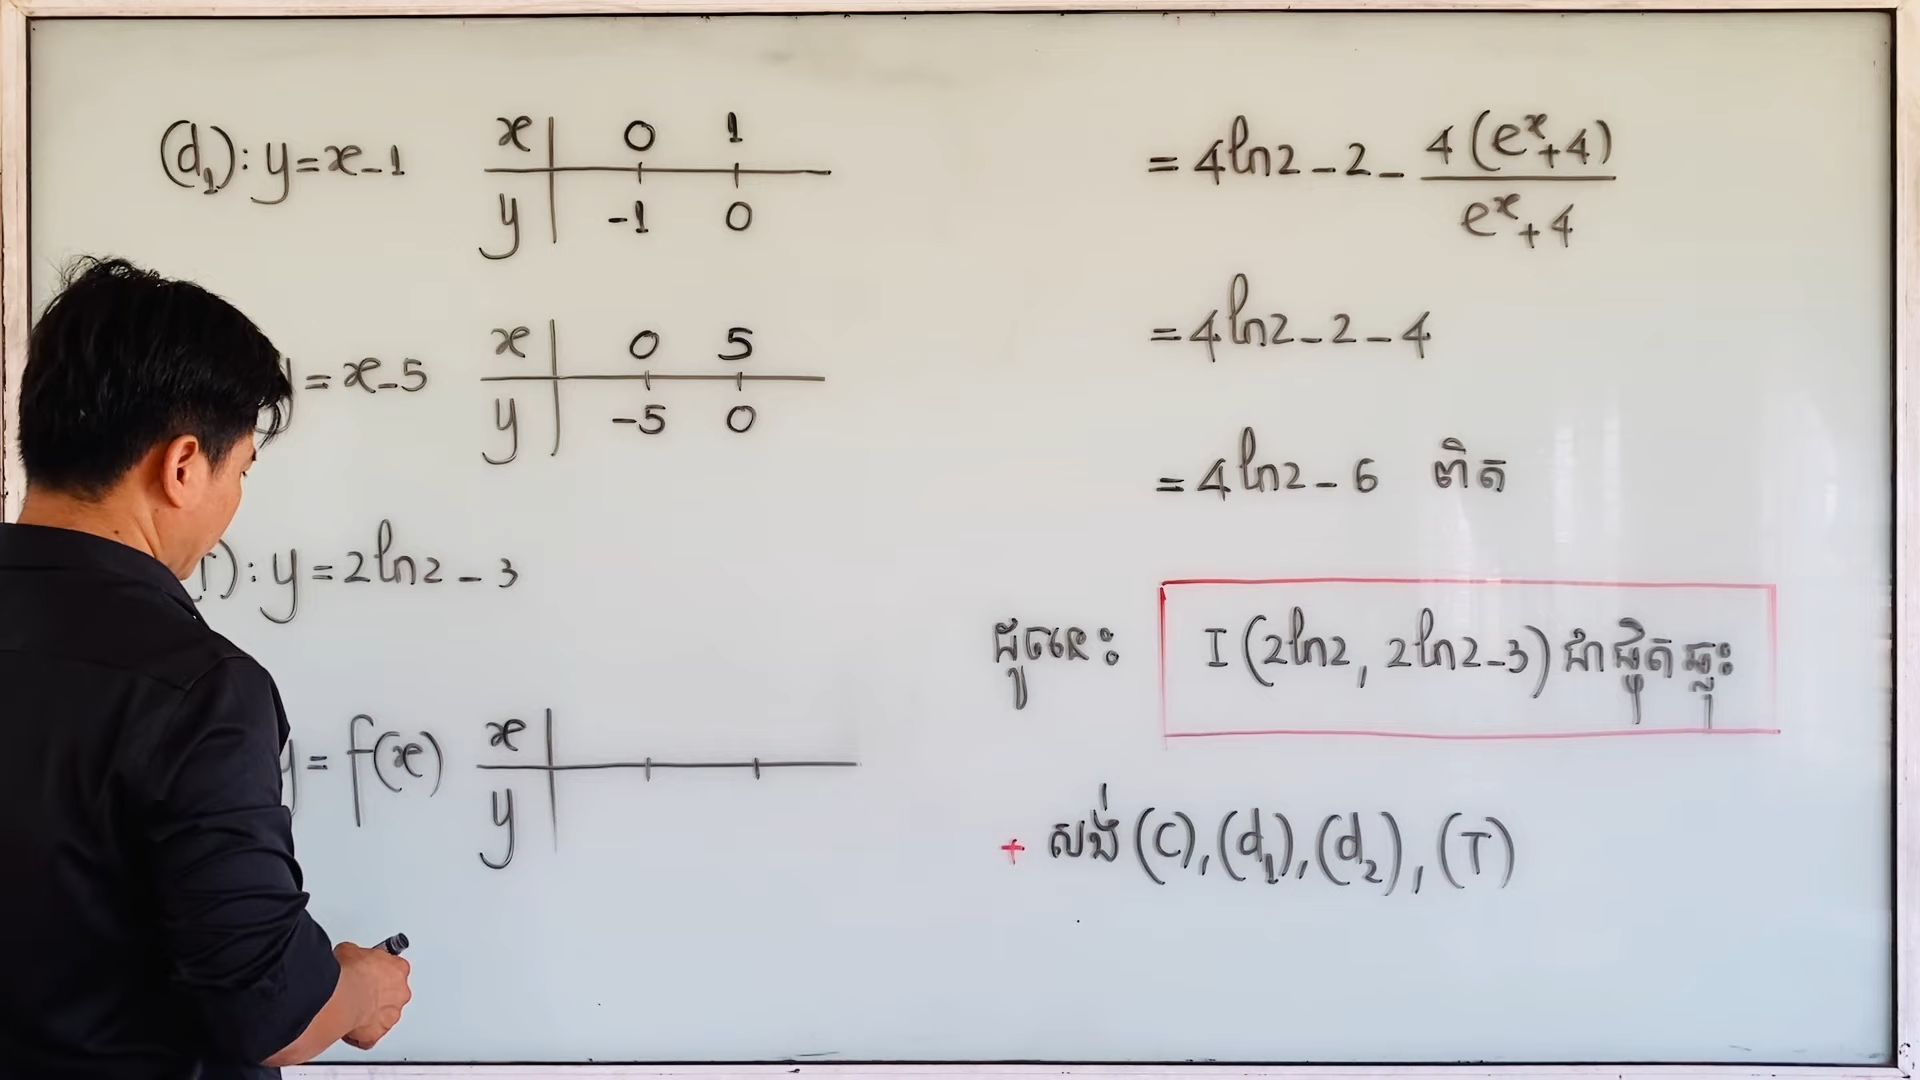 (d₁): y = x - 1
x 0 1
y -1 0
y = x - 5
x 0 5
y -5 0
): y = 2ln2 - 3
y = f(x)
x
y
= 4ln2 - 2 - 4(eˣ + 4) / eˣ + 4
= 4ln2 - 2 - 4
= 4ln2 - 6 ពិត
ដូចនេះ I(2ln2, 2ln2 - 3) ជាផ្ចិតឆ្លុះ
+ សង់ (C), (d₁), (d₂), (T)